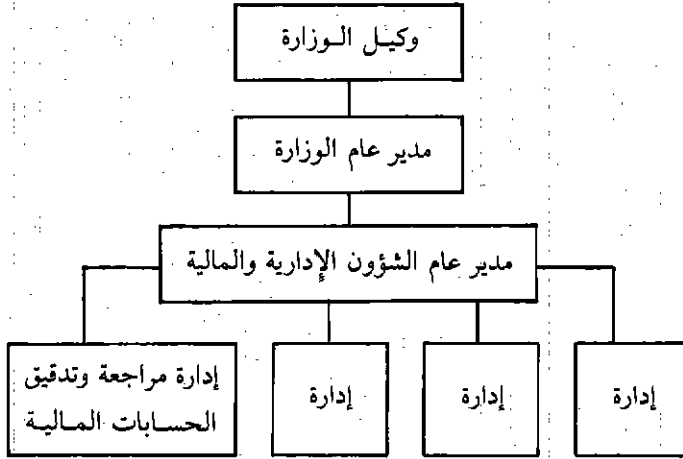 وكيل الوزارة
مدير عام الوزارة
مدير عام الشؤون الإدارية والمالية
إدارة
إدارة
إدارة
إدارة مراجعة وتدقيق
الحسابات المالية